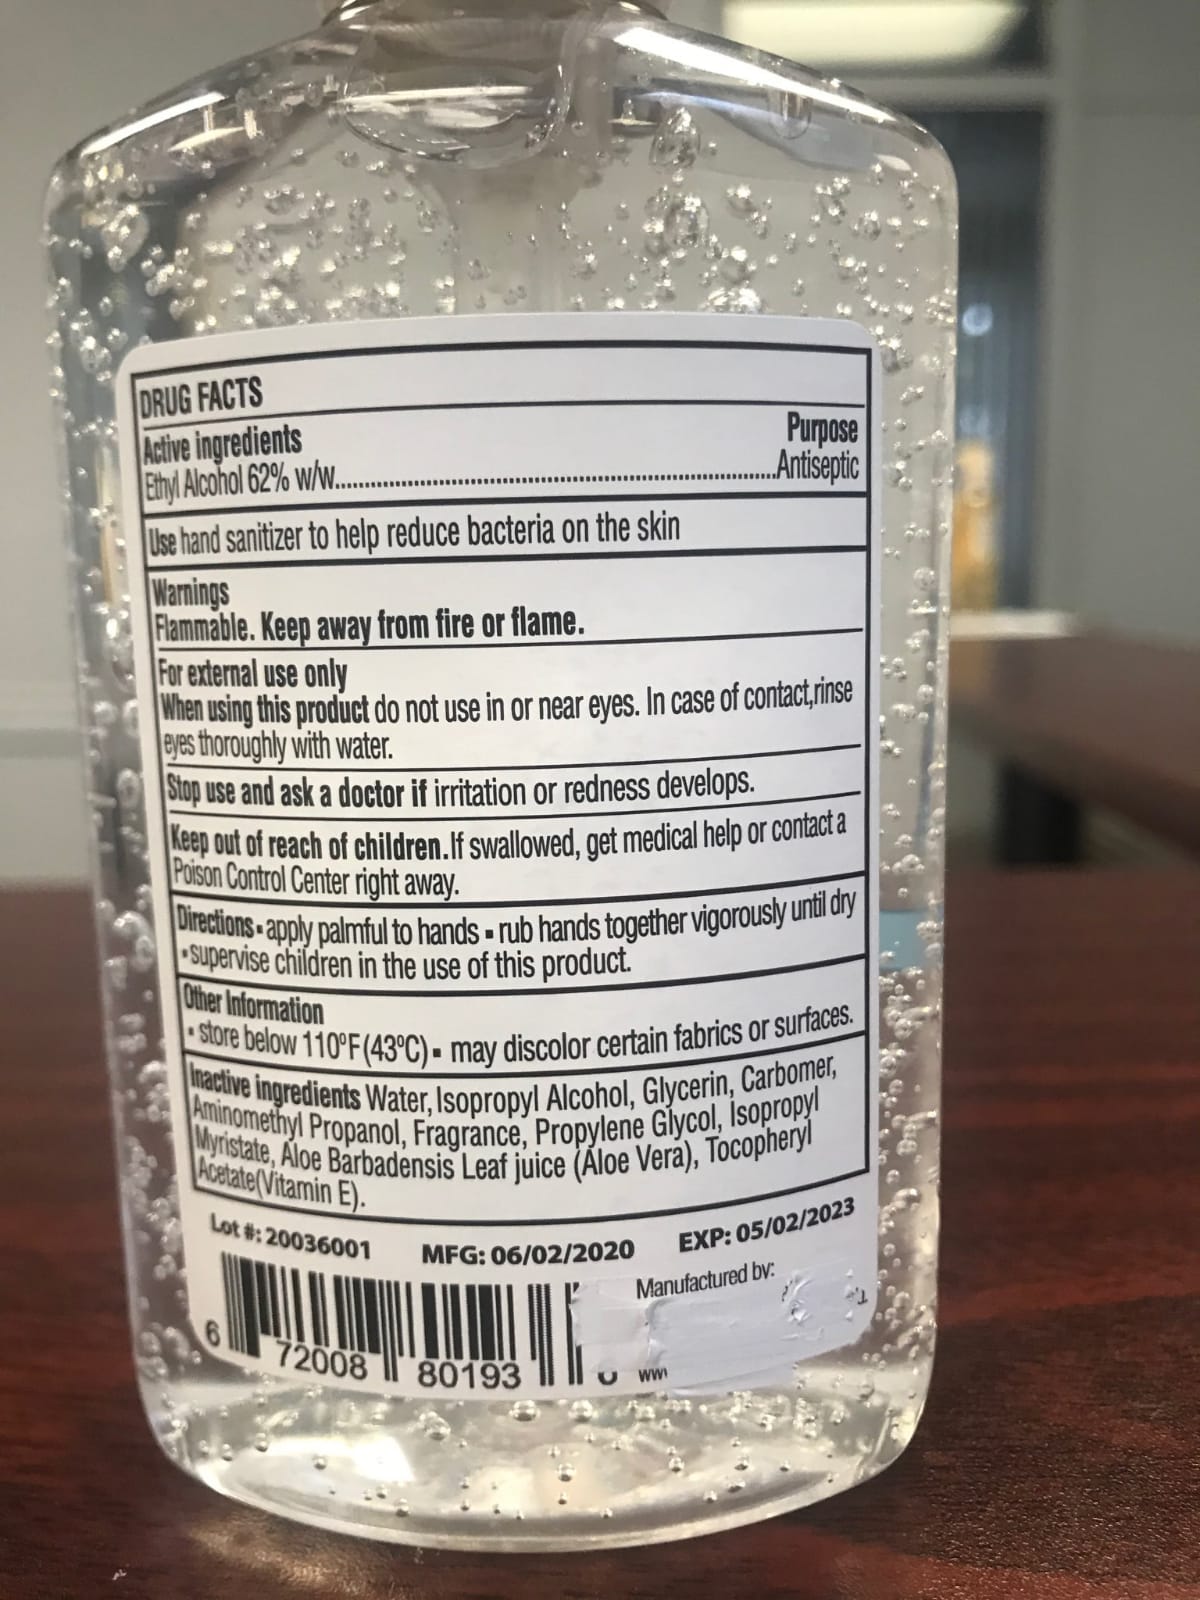 DRUG FACTS
Active ingredients Purpose
Ethyl Alcohol 62% w/w..........................................................................Antiseptic
Use hand sanitizer to help reduce bacteria on the skin
Warnings
Flammable. Keep away from fire or flame.
For external use only
When using this product do not use in or near eyes. In case of contact,rinse
eyes thoroughly with water.
Stop use and ask a doctor if irritation or redness develops.
Keep out of reach of children.If swallowed, get medical help or contact a
Poison Control Center right away.
Directions▪apply palmful to hands ▪ rub hands together vigorously until dry
▪supervise children in the use of this product.
Other Information
▪ store below 110ºF(43ºC)▪ may discolor certain fabrics or surfaces.
Inactive ingredients Water, Isopropyl Alcohol, Glycerin, Carbomer,
Aminomethyl Propanol, Fragrance, Propylene Glycol, Isopropyl
Myristate, Aloe Barbadensis Leaf juice (Aloe Vera), Tocopheryl
Acetate(Vitamin E).
Lot #: 20036001 MFG: 06/02/2020 EXP: 05/02/2023
Manufactured by:
6 72008 80193